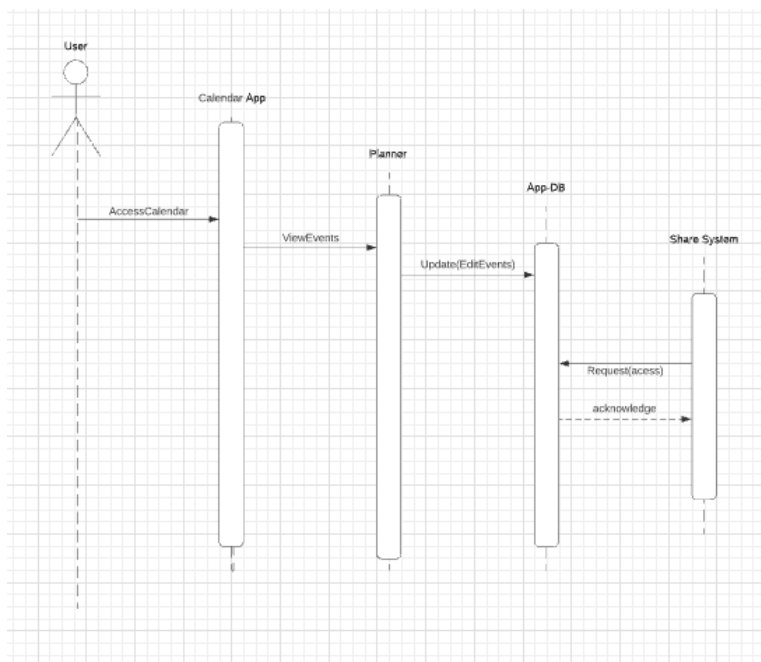 User
Calendar App
Planner
App-DB
Share System
AccessCalendar
ViewEvents
Update(EditEvents)
Request(acess)
acknowledge